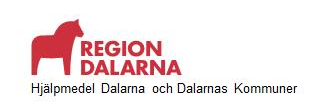 REGION
DALARNA
Hjälpmedel Dalarna och Dalarnas Kommuner